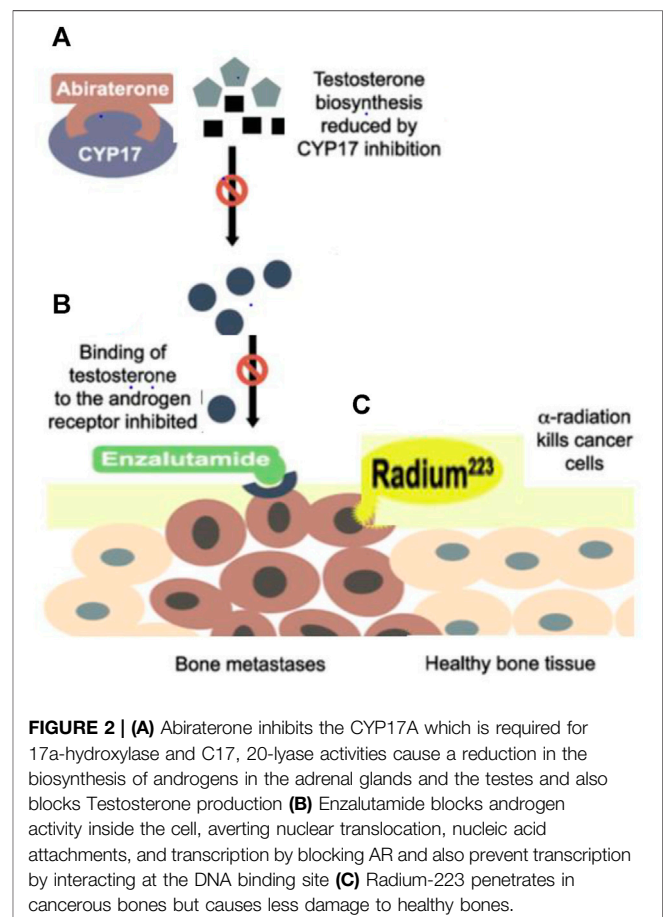 A
Abiraterone
CYP17
Testosterone
biosynthesis
reduced by
CYP17 inhibition
B
Binding of
testosterone
to the androgen
receptor inhibited
Enzalutamide
C
Radium²²³
α-radiation
kills cancer
cells
Bone metastases
Healthy bone tissue
FIGURE 2 | (A) Abiraterone inhibits the CYP17A which is required for
17a-hydroxylase and C17, 20-lyase activities cause a reduction in the
biosynthesis of androgens in the adrenal glands and the testes and also
blocks Testosterone production (B) Enzalutamide blocks androgen
activity inside the cell, averting nuclear translocation, nucleic acid
attachments, and transcription by blocking AR and also prevent transcription
by interacting at the DNA binding site (C) Radium-223 penetrates in
cancerous bones but causes less damage to healthy bones.